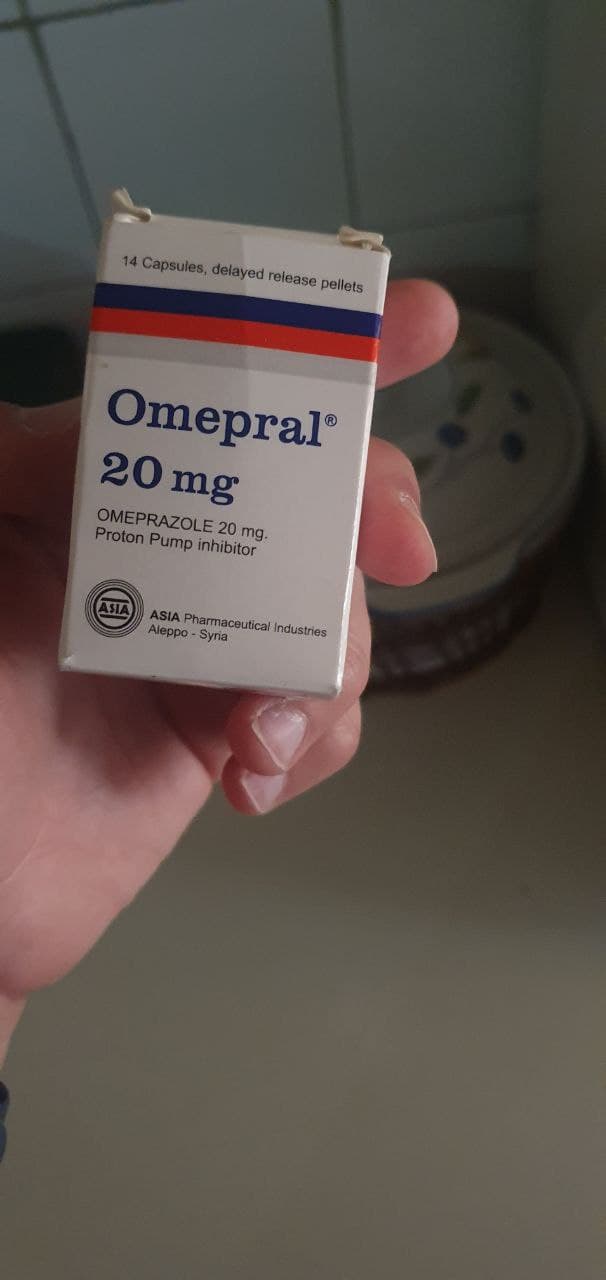 14 Capsules, delayed release pellets
Omepral®
20 mg
OMEPRAZOLE 20 mg.
Proton Pump inhibitor
ASIA
ASIA Pharmaceutical Industries
Aleppo - Syria